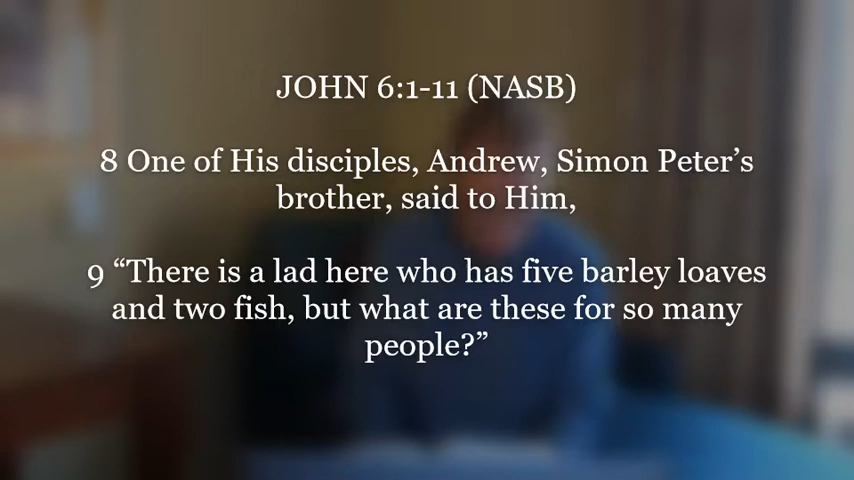 JOHN 6:1-11 (NASB)
8 One of His disciples, Andrew, Simon Peter’s
brother, said to Him,
9 “There is a lad here who has five barley loaves
and two fish, but what are these for so many
people?”